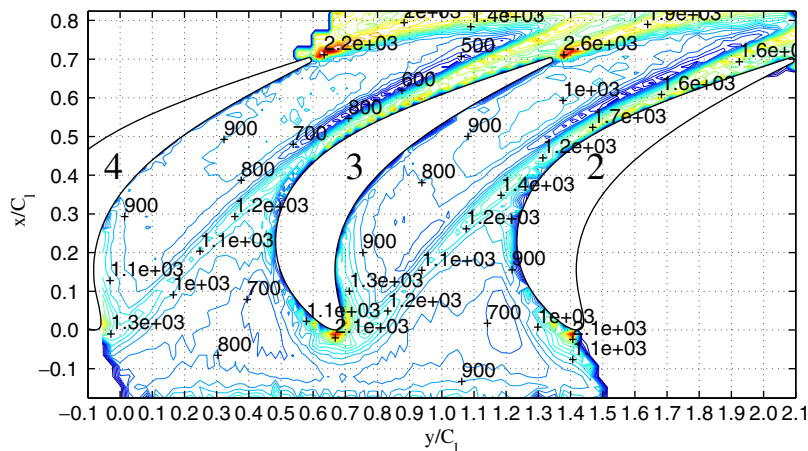 0.8
2e+03
1.4e+03
1.9e+03
2.2e+03
500
2.6e+03
1.6e+03
0.7
600
1e+03
1.6e+03
0.6
800
1.7e+03
0.5
900
700
900
1.2e+03
0.4
4
800
3
800
2
1.4e+03
x/C_l
0.3
900
1.2e+03
1.2e+03
0.2
1.1e+03
900
1.1e+03
900
0.1
1.1e+03
1e+03
700
1.3e+03
1.2e+03
0.0
1.3e+03
1.1e+03
2.1e+03
700
1e+03
2.1e+03
−0.1
800
900
1.1e+03
−0.1 0.0 0.1 0.2 0.3 0.4 0.5 0.6 0.7 0.8 0.9 1.0 1.1 1.2 1.3 1.4 1.5 1.6 1.7 1.8 1.9 2.0 2.1
y/C_l